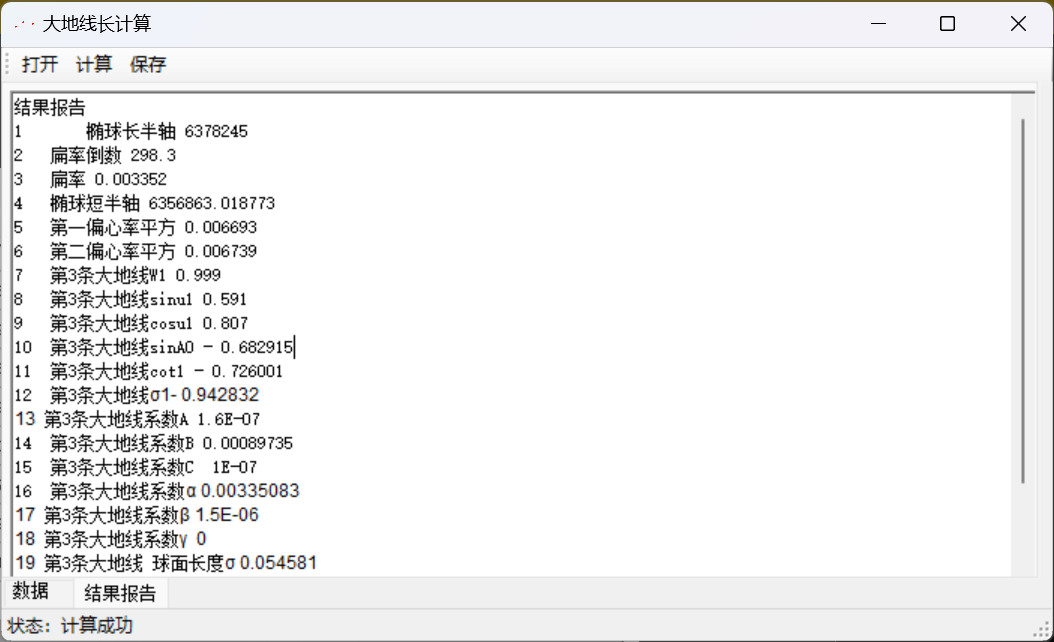 大地线长计算
打开 计算 保存
结果报告
1 椭球长半轴 6378245
2 扁率倒数 298.3
3 扁率 0.003352
4 椭球短半轴 6356863.018773
5 第一偏心率平方 0.006693
6 第二偏心率平方 0.006739
7 第3条大地线W1 0.999
8 第3条大地线sinu1 0.591
9 第3条大地线cosu1 0.807
10 第3条大地线sinA0 - 0.682915
11 第3条大地线cot1 - 0.726001
12 第3条大地线σ1- 0.942832
13 第3条大地线系数A 1.6E-07
14 第3条大地线系数B 0.00089735
15 第3条大地线系数C 1E-07
16 第3条大地线系数α 0.00335083
17 第3条大地线系数β 1.5E-06
18 第3条大地线系数γ 0
19 第3条大地线 球面长度σ 0.054581
数据 结果报告
状态：计算成功